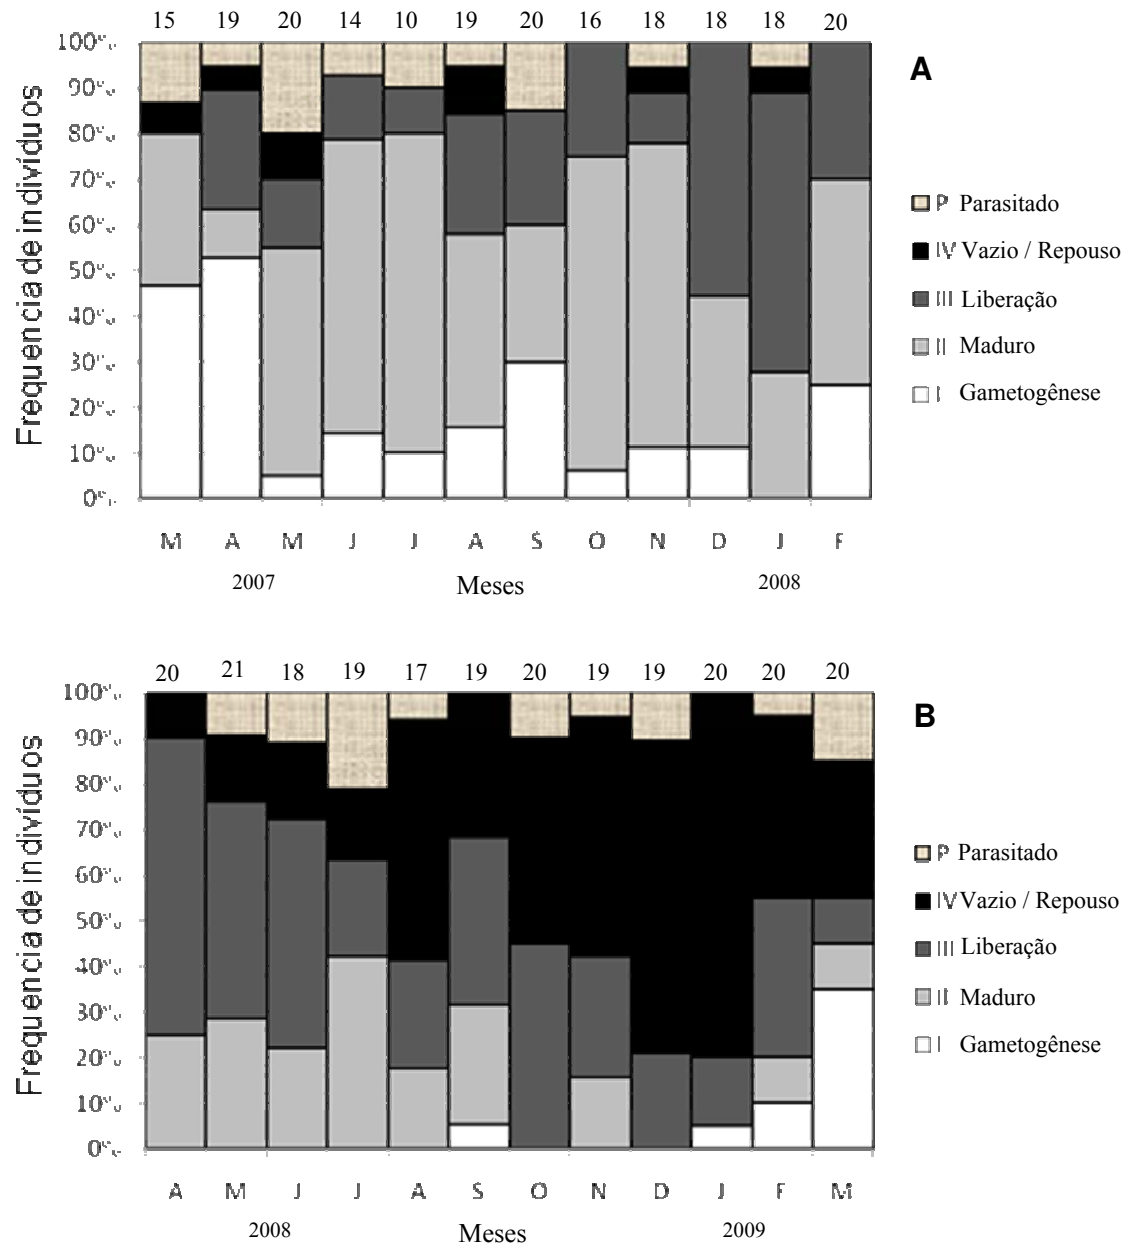 15 19 20 14 10 19 20 16 18 18 18 20
A
Frequencia de indivíduos
100%
90%
80%
70%
60%
50%
40%
30%
20%
10%
0%
P Parasitado
IV Vazio / Repouso
III Liberação
II Maduro
I Gametogênese
M A M J J A S O N D J F
2007 Meses 2008
20 21 18 19 17 19 20 19 19 20 20 20
B
Frequencia de indivíduos
100%
90%
80%
70%
60%
50%
40%
30%
20%
10%
0%
P Parasitado
IV Vazio / Repouso
III Liberação
II Maduro
I Gametogênese
A M J J A S O N D J F M
2008 Meses 2009